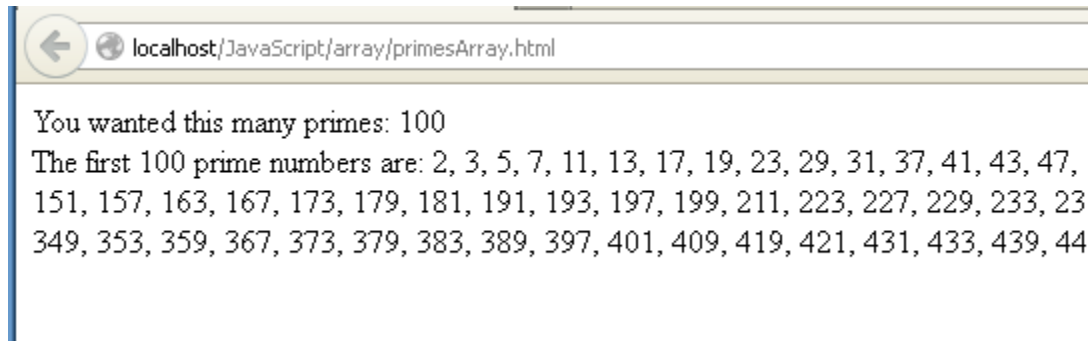 localhost/JavaScript/array/primesArray.html
You wanted this many primes: 100
The first 100 prime numbers are: 2, 3, 5, 7, 11, 13, 17, 19, 23, 29, 31, 37, 41, 43, 47,
151, 157, 163, 167, 173, 179, 181, 191, 193, 197, 199, 211, 223, 227, 229, 233, 23
349, 353, 359, 367, 373, 379, 383, 389, 397, 401, 409, 419, 421, 431, 433, 439, 44